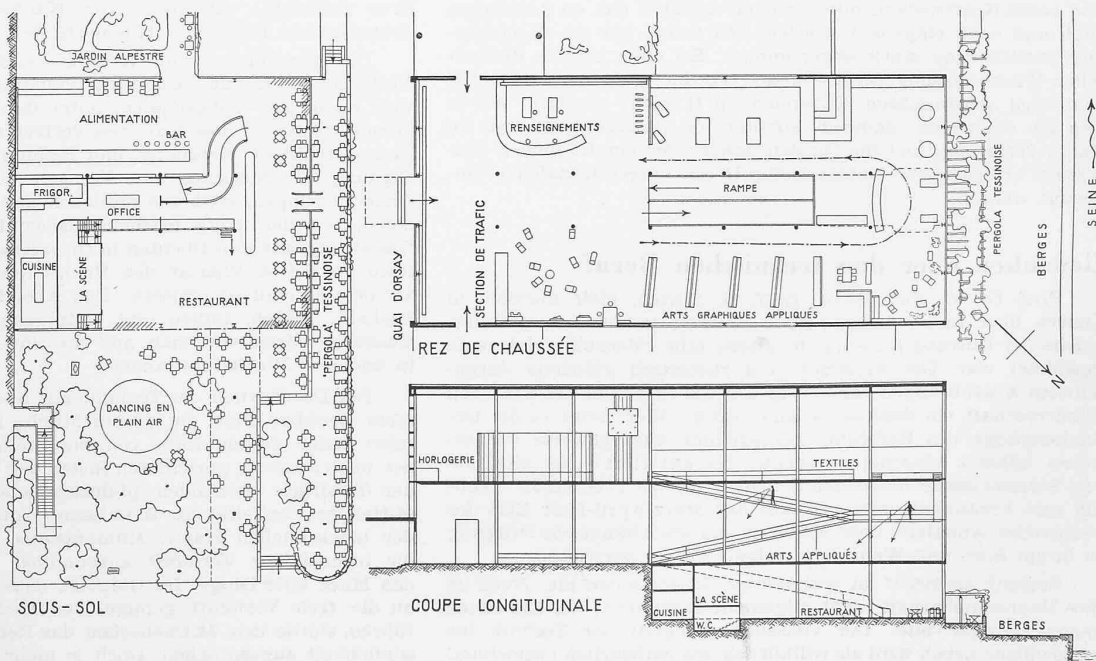 JARDIN ALPESTRE
ALIMENTATION
BAR
FRIGOR.
OFFICE
CUISINE
LA SCÈNE
RESTAURANT
PERGOLA TESSINOISE
DANCING EN
PLEIN AIR
SOUS-SOL
QUAI D'ORSAY
SECTION DE TRAFIC
RENSEIGNEMENTS
RAMPE
ARTS GRAPHIQUES APPLIQUÉS
REZ DE CHAUSSÉE
PERGOLA TESSINOISE
BERGES
SEINE
N
HORLOGERIE
TEXTILES
ARTS APPLIQUÉS
CUISINE
LA SCÈNE
W.C.
RESTAURANT
BERGES
COUPE LONGITUDINALE